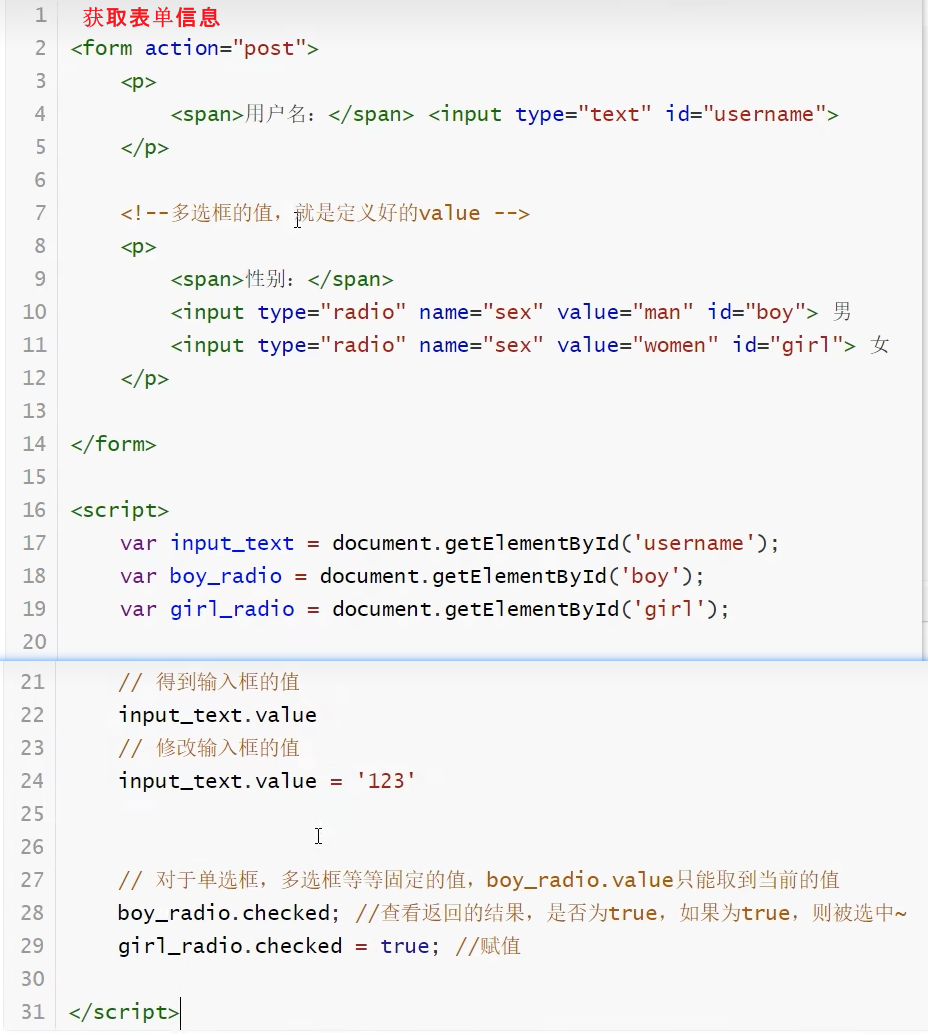 1 获取表单信息
2 <form action="post">
3 <p>
4 <span>用户名：</span> <input type="text" id="username">
5 </p>
6
7 <!--多选框的值，就是定义好的value -->
8 <p>
9 <span>性别：</span>
10 <input type="radio" name="sex" value="man" id="boy"> 男
11 <input type="radio" name="sex" value="women" id="girl"> 女
12 </p>
13
14 </form>
15
16 <script>
17 var input_text = document.getElementById('username');
18 var boy_radio = document.getElementById('boy');
19 var girl_radio = document.getElementById('girl');
20
21 // 得到输入框的值
22 input_text.value
23 // 修改输入框的值
24 input_text.value = '123'
25
26
27 // 对于单选框，多选框等等固定的值，boy_radio.value只能取到当前的值
28 boy_radio.checked; //查看返回的结果，是否为true，如果为true，则被选中~
29 girl_radio.checked = true; //赋值
30
31 </script>